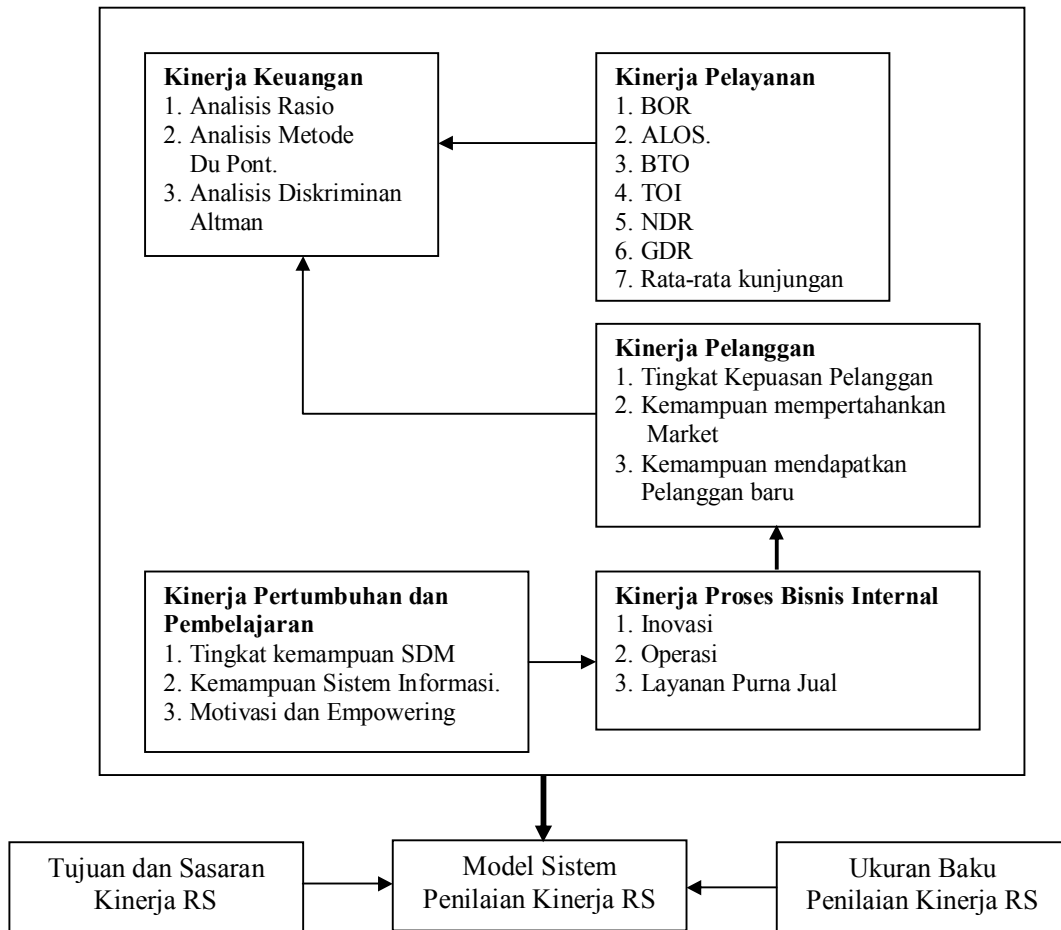 Kinerja Keuangan
1. Analisis Rasio
2. Analisis Metode
Du Pont.
3. Analisis Diskriminan
Altman
Kinerja Pelayanan
1. BOR
2. ALOS.
3. BTO
4. TOI
5. NDR
6. GDR
7. Rata-rata kunjungan
Kinerja Pelanggan
1. Tingkat Kepuasan Pelanggan
2. Kemampuan mempertahankan
Market
3. Kemampuan mendapatkan
Pelanggan baru
Kinerja Pertumbuhan dan
Pembelajaran
1. Tingkat kemampuan SDM
2. Kemampuan Sistem Informasi.
3. Motivasi dan Empowering
Kinerja Proses Bisnis Internal
1. Inovasi
2. Operasi
3. Layanan Purna Jual
Tujuan dan Sasaran
Kinerja RS
Model Sistem
Penilaian Kinerja RS
Ukuran Baku
Penilaian Kinerja RS